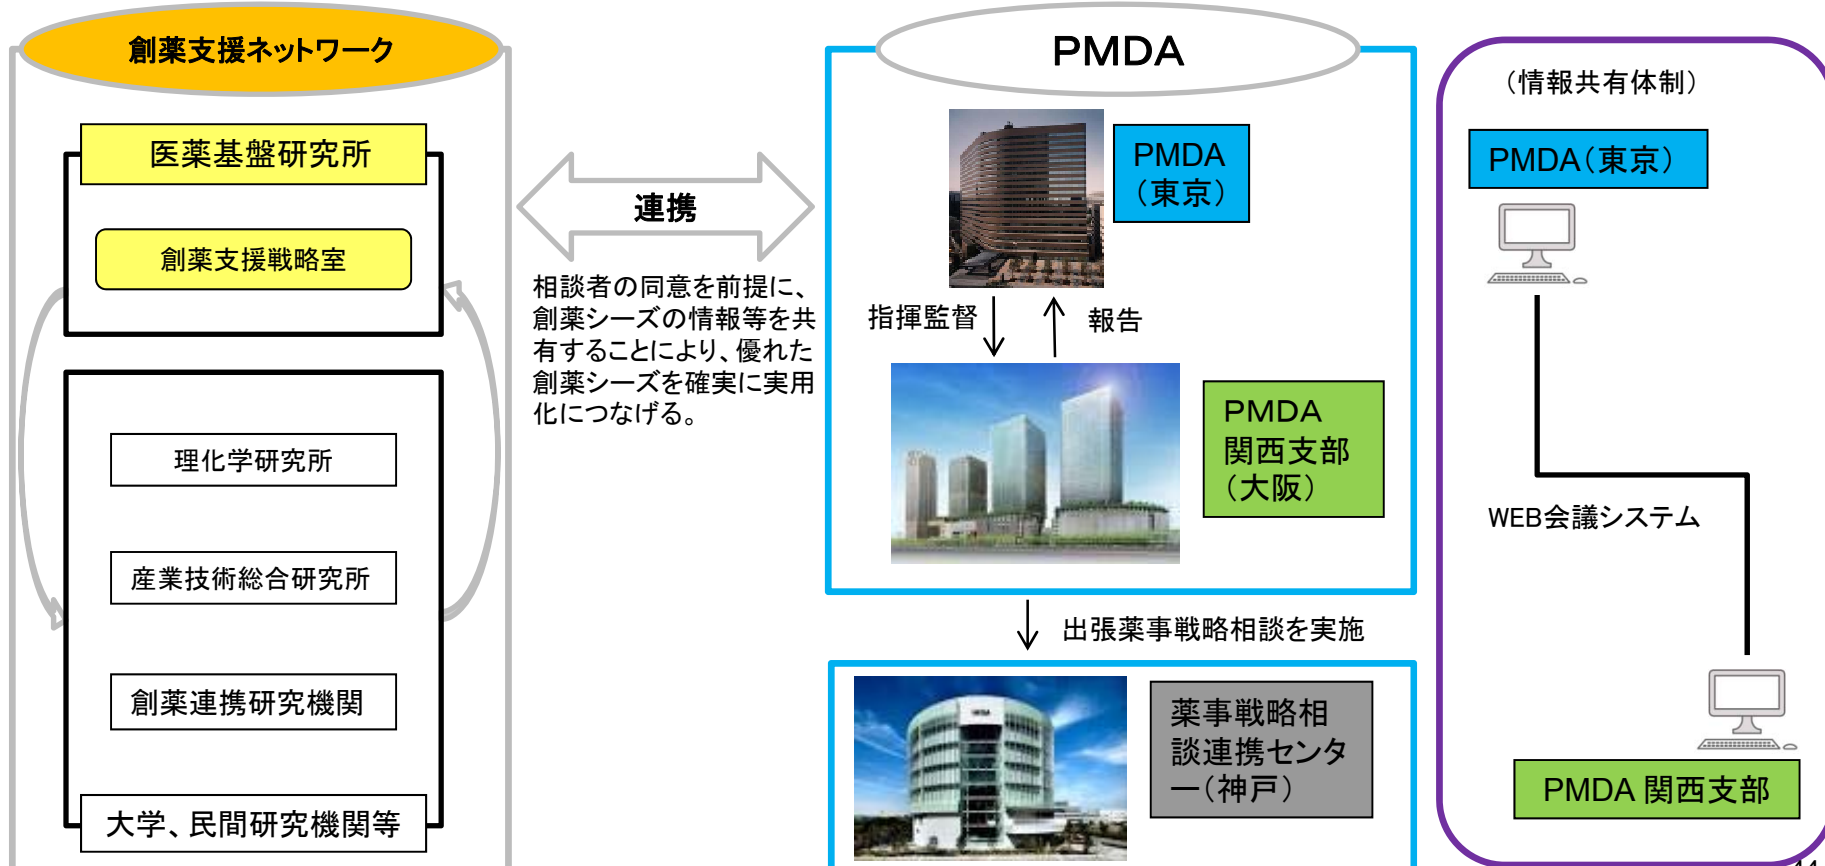 創薬支援ネットワーク
医薬基盤研究所
創薬支援戦略室
理化学研究所
産業技術総合研究所
創薬連携研究機関
大学、民間研究機関等
連携
相談者の同意を前提に、
創薬シーズの情報等を共
有することにより、優れた
創薬シーズを確実に実用
化につなげる。
PMDA
PMDA
（東京）
指揮監督
報告
PMDA
関西支部
（大阪）
出張薬事戦略相談を実施
薬事戦略相
談連携センタ
ー（神戸）
（情報共有体制）
PMDA（東京）
WEB会議システム
PMDA 関西支部